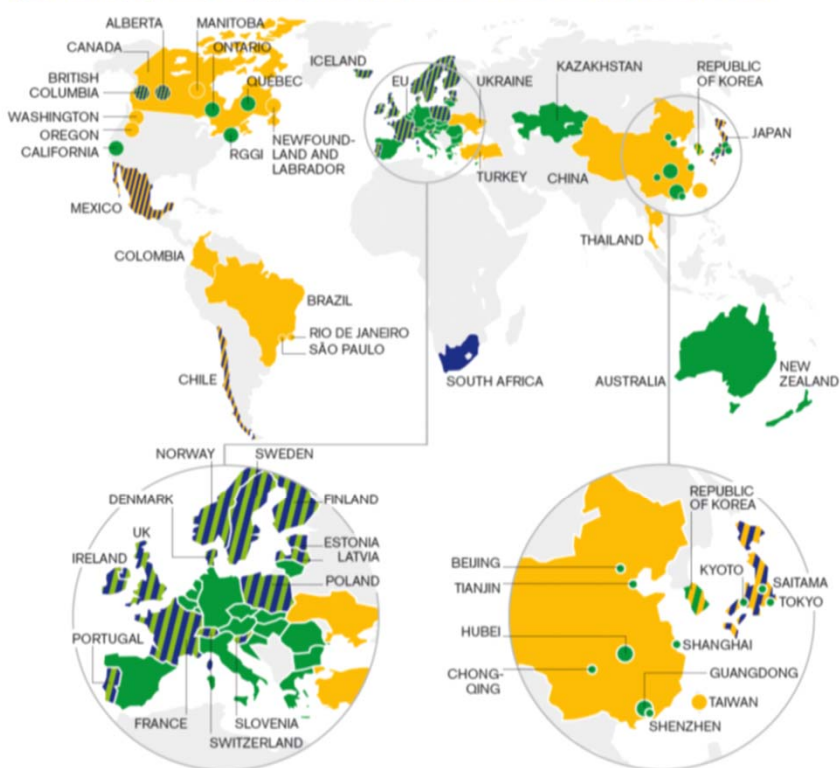 ALBERTA
MANITOBA
CANADA
ONTARIO
BRITISH
COLUMBIA
QUEBEC
WASHINGTON
OREGON
CALIFORNIA
RGGI
NEWFOUND-
LAND AND
LABRADOR
MEXICO
ICELAND
EU
UKRAINE
KAZAKHSTAN
REPUBLIC
OF KOREA
JAPAN
TURKEY
CHINA
THAILAND
COLOMBIA
BRAZIL
RIO DE JANEIRO
SÃO PAULO
CHILE
SOUTH AFRICA
AUSTRALIA
NEW
ZEALAND
NORWAY
SWEDEN
DENMARK
FINLAND
UK
IRELAND
ESTONIA
LATVIA
POLAND
PORTUGAL
FRANCE
SLOVENIA
SWITZERLAND
REPUBLIC
OF KOREA
BEIJING
TIANJIN
KYOTO
SAITAMA
TOKYO
HUBEI
SHANGHAI
CHONG-
QING
GUANGDONG
TAIWAN
SHENZHEN